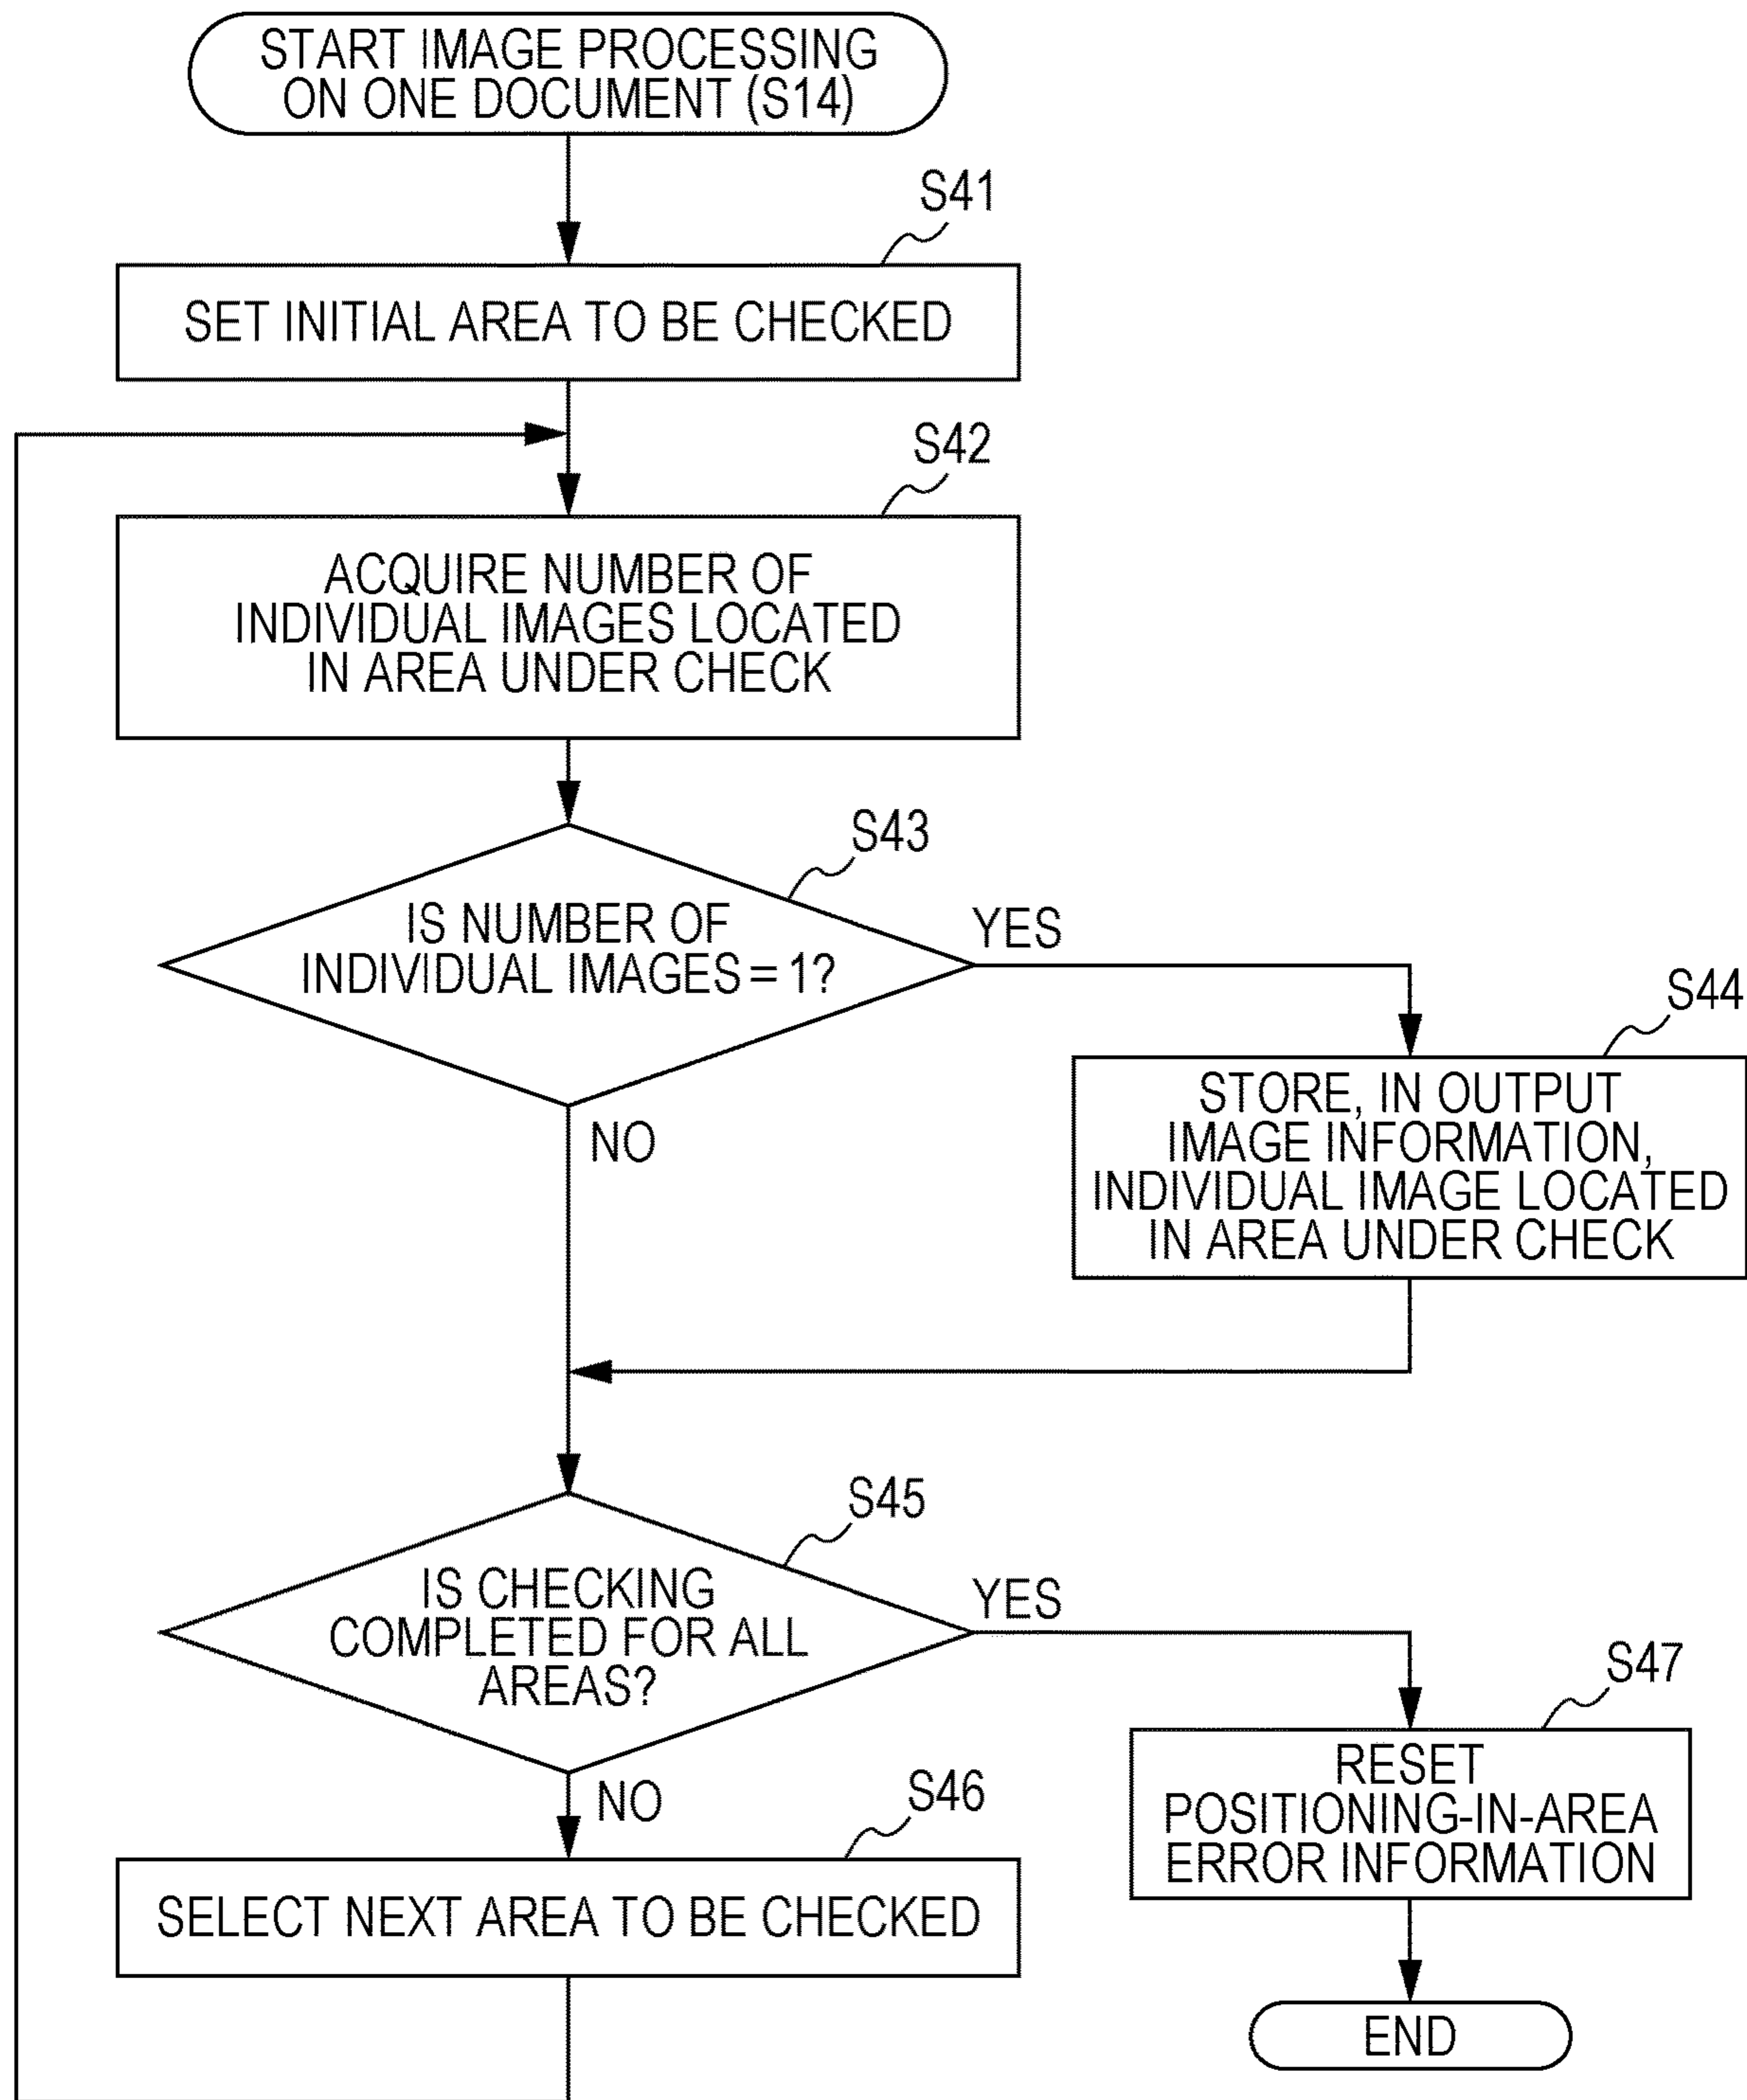 START IMAGE PROCESSING
ON ONE DOCUMENT (S14)
S41
SET INITIAL AREA TO BE CHECKED
S42
ACQUIRE NUMBER OF
INDIVIDUAL IMAGES LOCATED
IN AREA UNDER CHECK
S43
IS NUMBER OF
INDIVIDUAL IMAGES = 1?
YES
NO
S44
STORE, IN OUTPUT
IMAGE INFORMATION,
INDIVIDUAL IMAGE LOCATED
IN AREA UNDER CHECK
S45
IS CHECKING
COMPLETED FOR ALL
AREAS?
YES
NO
S46
SELECT NEXT AREA TO BE CHECKED
S47
RESET
POSITIONING-IN-AREA
ERROR INFORMATION
END